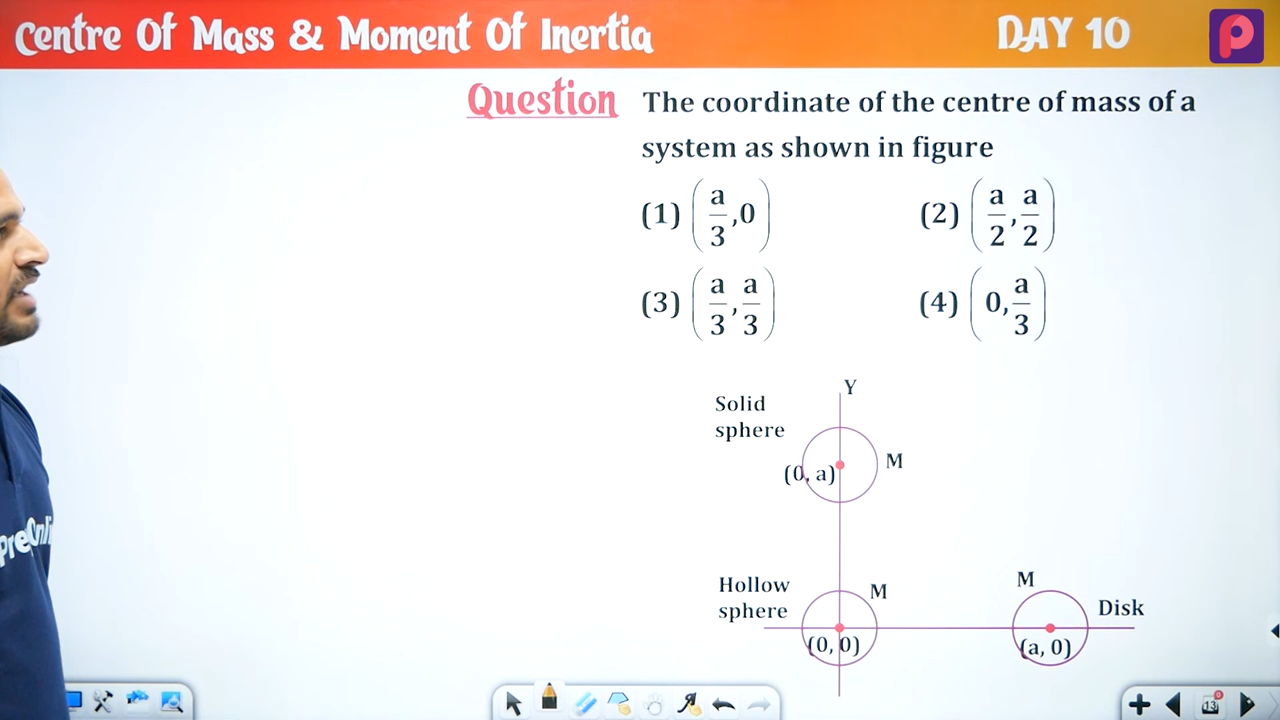 Centre Of Mass & Moment Of Inertia
DAY 10
Question The coordinate of the centre of mass of a
system as shown in figure
(1) (a/3, 0)
(2) (a/2, a/2)
(3) (a/3, a/3)
(4) (0, a/3)
Y
Solid
sphere
(0, a)
M
Hollow
sphere
M
(0, 0)
M
Disk
(a, 0)
PreOnli
13